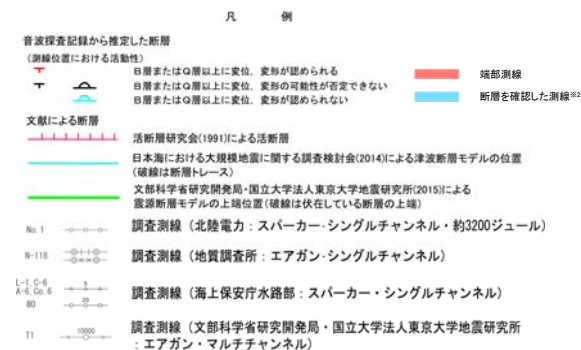 凡 例
音波探査記録から推定した断層
(測線位置における活動性)
B層またはQ層以上に変位、変形が認められる
B層またはQ層以上に変位、変形の可能性が否定できない
B層またはQ層以上に変位、変形が認められない
端部測線
断層を確認した測線※2
文献による断層
活断層研究会(1991)による活断層
日本海における大規模地震に関する調査検討会(2014)による津波断層モデルの位置
(破線は断層トレース)
文部科学省研究開発局・国立大学法人東京大学地震研究所(2015)による
震源断層モデルの上端位置(破線は伏在している断層の上端)
No.1 調査測線(北陸電力:スパーカー・シングルチャンネル・約3200ジュール)
N-118 調査測線(地質調査所:エアガン・シングルチャンネル)
L-1,C-6
A-6,Co.6 5
80 20
調査測線(海上保安庁水路部:スパーカー・シングルチャンネル)
T1 10000 調査測線(文部科学省研究開発局・国立大学法人東京大学地震研究所
:エアガン・マルチチャンネル)